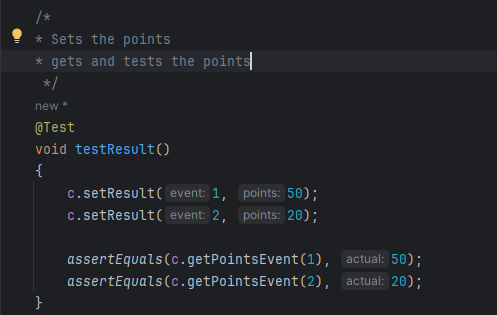 /*
* Sets the points
* gets and tests the points
*/
new *
@Test
void testResult()
{
c.setResult( event: 1, points: 50);
c.setResult( event: 2, points: 20);
assertEquals(c.getPointsEvent(1), actual: 50);
assertEquals(c.getPointsEvent(2), actual: 20);
}